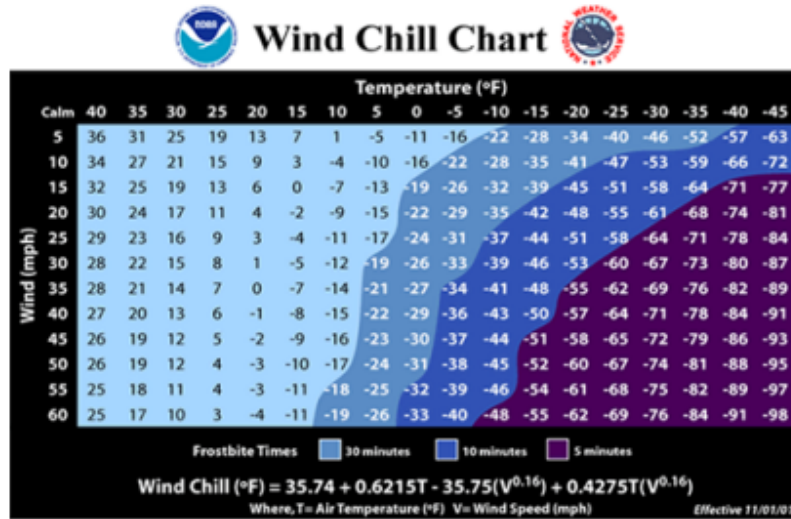 NOAA
Wind Chill Chart
NATIONAL WEATHER SERVICE
Temperature (ºF)
Calm 40 35 30 25 20 15 10 5 0 -5 -10 -15 -20 -25 -30 -35 -40 -45
5 36 31 25 19 13 7 1 -5 -11 -16 -22 -28 -34 -40 -46 -52 -57 -63
10 34 27 21 15 9 3 -4 -10 -16 -22 -28 -35 -41 -47 -53 -59 -66 -72
15 32 25 19 13 6 0 -7 -13 -19 -26 -32 -39 -45 -51 -58 -64 -71 -77
20 30 24 17 11 4 -2 -9 -15 -22 -29 -35 -42 -48 -55 -61 -68 -74 -81
25 29 23 16 9 3 -4 -11 -17 -24 -31 -37 -44 -51 -58 -64 -71 -78 -84
30 28 22 15 8 1 -5 -12 -19 -26 -33 -39 -46 -53 -60 -67 -73 -80 -87
35 28 21 14 7 0 -7 -14 -21 -27 -34 -41 -48 -55 -62 -69 -76 -82 -89
40 27 20 13 6 -1 -8 -15 -22 -29 -36 -43 -50 -57 -64 -71 -78 -84 -91
45 26 19 12 5 -2 -9 -16 -23 -30 -37 -44 -51 -58 -65 -72 -79 -86 -93
50 26 19 12 4 -3 -10 -17 -24 -31 -38 -45 -52 -60 -67 -74 -81 -88 -95
55 25 18 11 4 -3 -11 -18 -25 -32 -39 -46 -54 -61 -68 -75 -82 -89 -97
60 25 17 10 3 -4 -11 -19 -26 -33 -40 -48 -55 -62 -69 -76 -84 -91 -98
Wind (mph)
Frostbite Times 30 minutes 10 minutes 5 minutes
Wind Chill (ºF) = 35.74 + 0.6215T - 35.75(V0.16) + 0.4275T(V0.16)
Where, T= Air Temperature (ºF) V= Wind Speed (mph) Effective 11/01/01